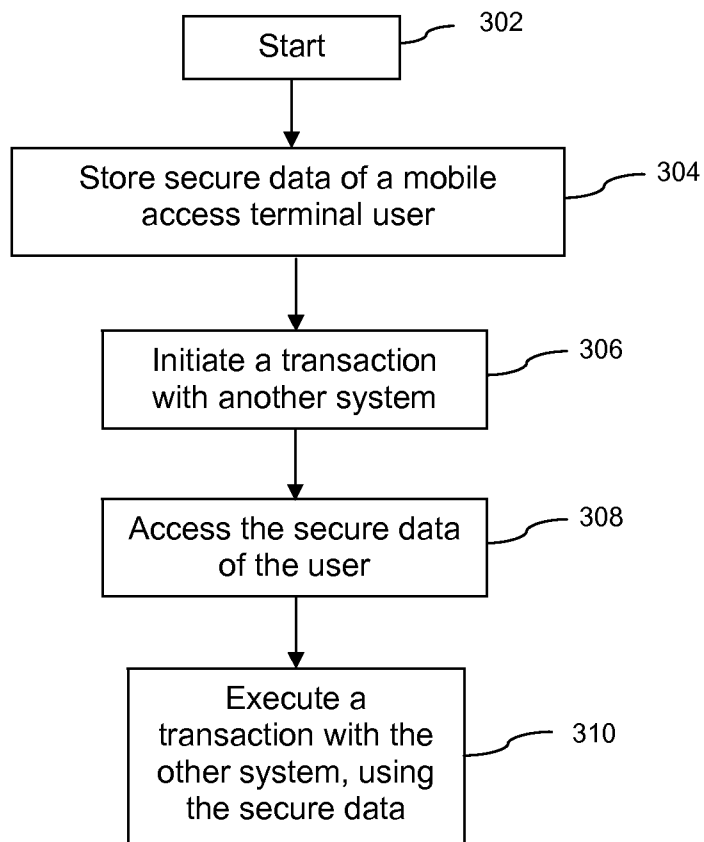 Start
302
Store secure data of a mobile
access terminal user
304
Initiate a transaction
with another system
306
Access the secure data
of the user
308
Execute a
transaction with the
other system, using
the secure data
310